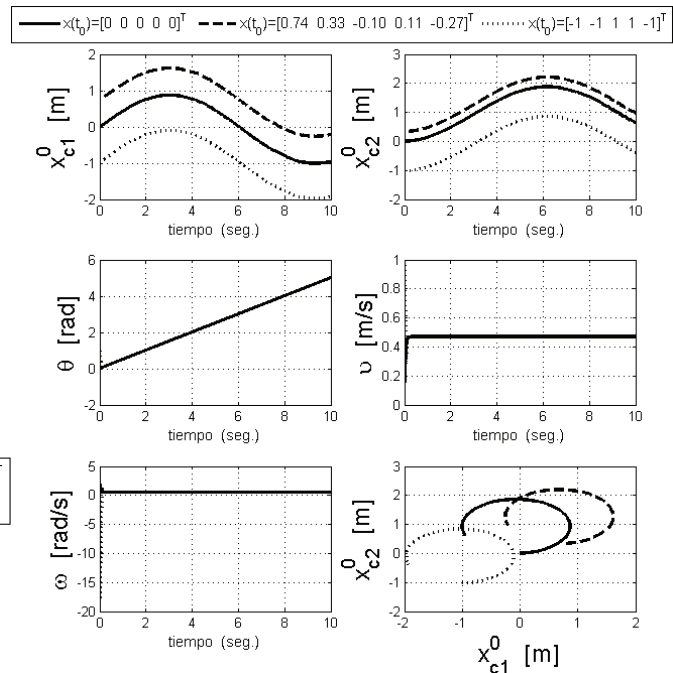 x(t0)=[0 0 0 0 0]^T x(t0)=[0.74 0.33 -0.10 0.11 -0.27]^T x(t0)=[-1 -1 1 1 -1]^T
x^0_c1 [m]
2
1
0
-1
-2
0 2 4 6 8 10
tiempo (seg.)
x^0_c2 [m]
3
2
1
0
-1
-2
0 2 4 6 8 10
tiempo (seg.)
θ [rad]
6
4
2
0
-2
0 2 4 6 8 10
tiempo (seg.)
υ [m/s]
1
0.8
0.6
0.4
0.2
0
0 2 4 6 8 10
tiempo (seg.)
ω [rad/s]
5
0
-5
-10
-15
-20
0 2 4 6 8 10
tiempo (seg.)
x^0_c2 [m]
3
2
1
0
-1
-2
-2 -1 0 1 2
x^0_c1 [m]
T